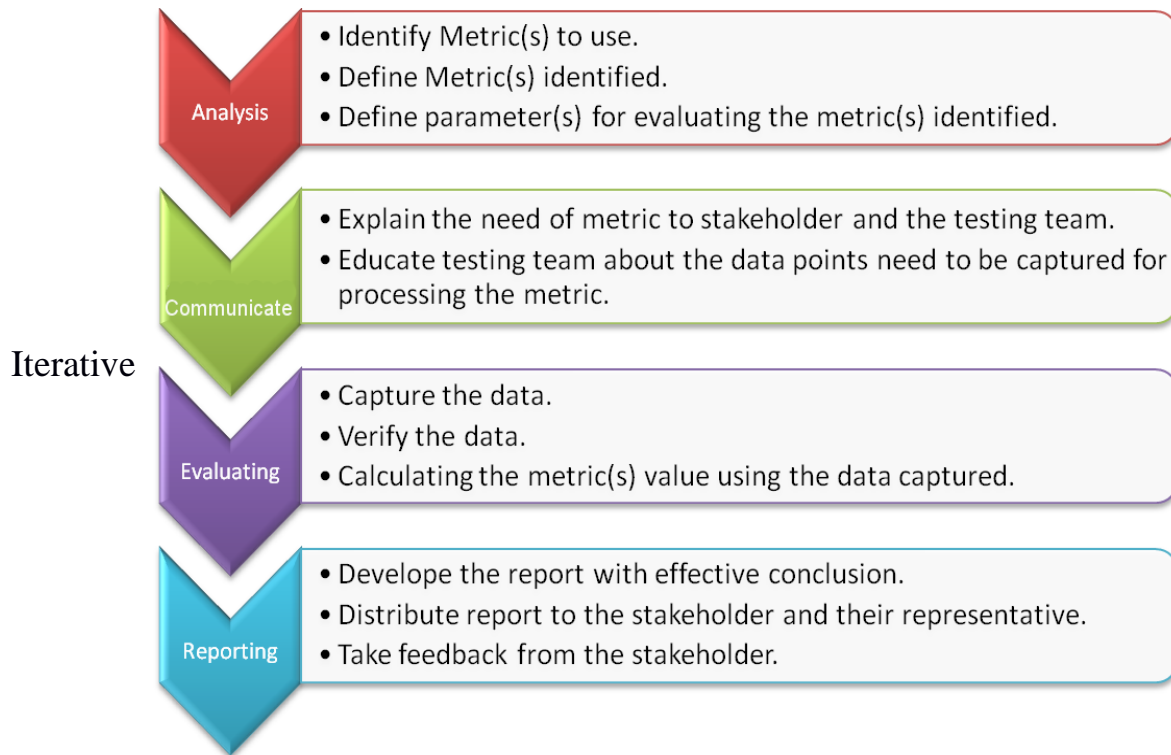 Analysis
• Identify Metric(s) to use.
• Define Metric(s) identified.
• Define parameter(s) for evaluating the metric(s) identified.
Communicate
• Explain the need of metric to stakeholder and the testing team.
• Educate testing team about the data points need to be captured for
processing the metric.
Iterative
Evaluating
• Capture the data.
• Verify the data.
• Calculating the metric(s) value using the data captured.
Reporting
• Develope the report with effective conclusion.
• Distribute report to the stakeholder and their representative.
• Take feedback from the stakeholder.